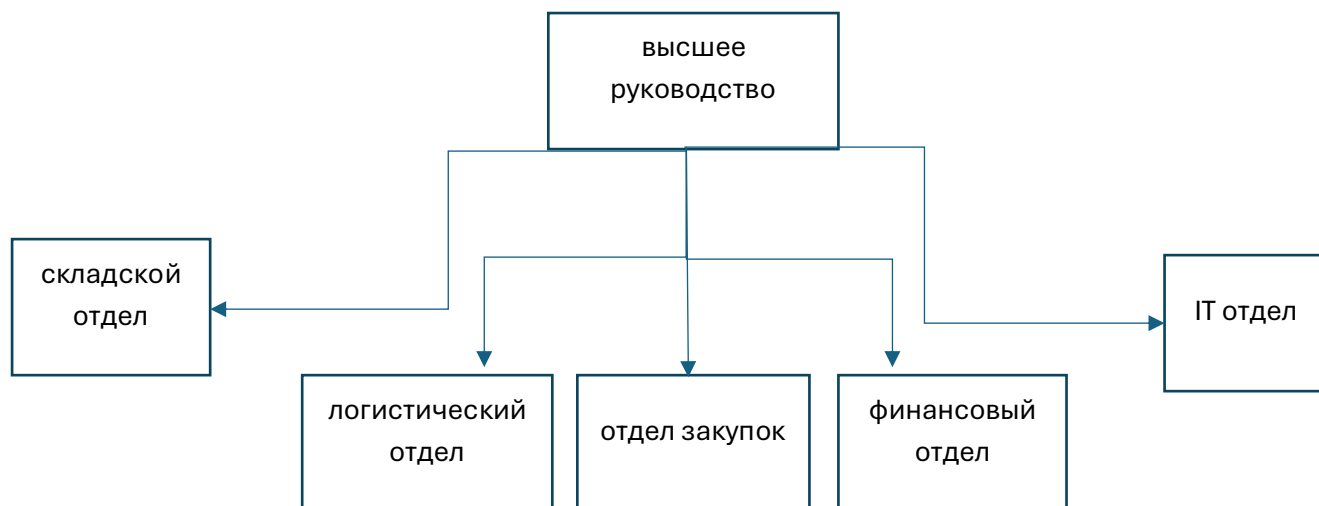 высшее
руководство
складской
отдел
IT отдел
логистический
отдел
отдел закупок
финансовый
отдел